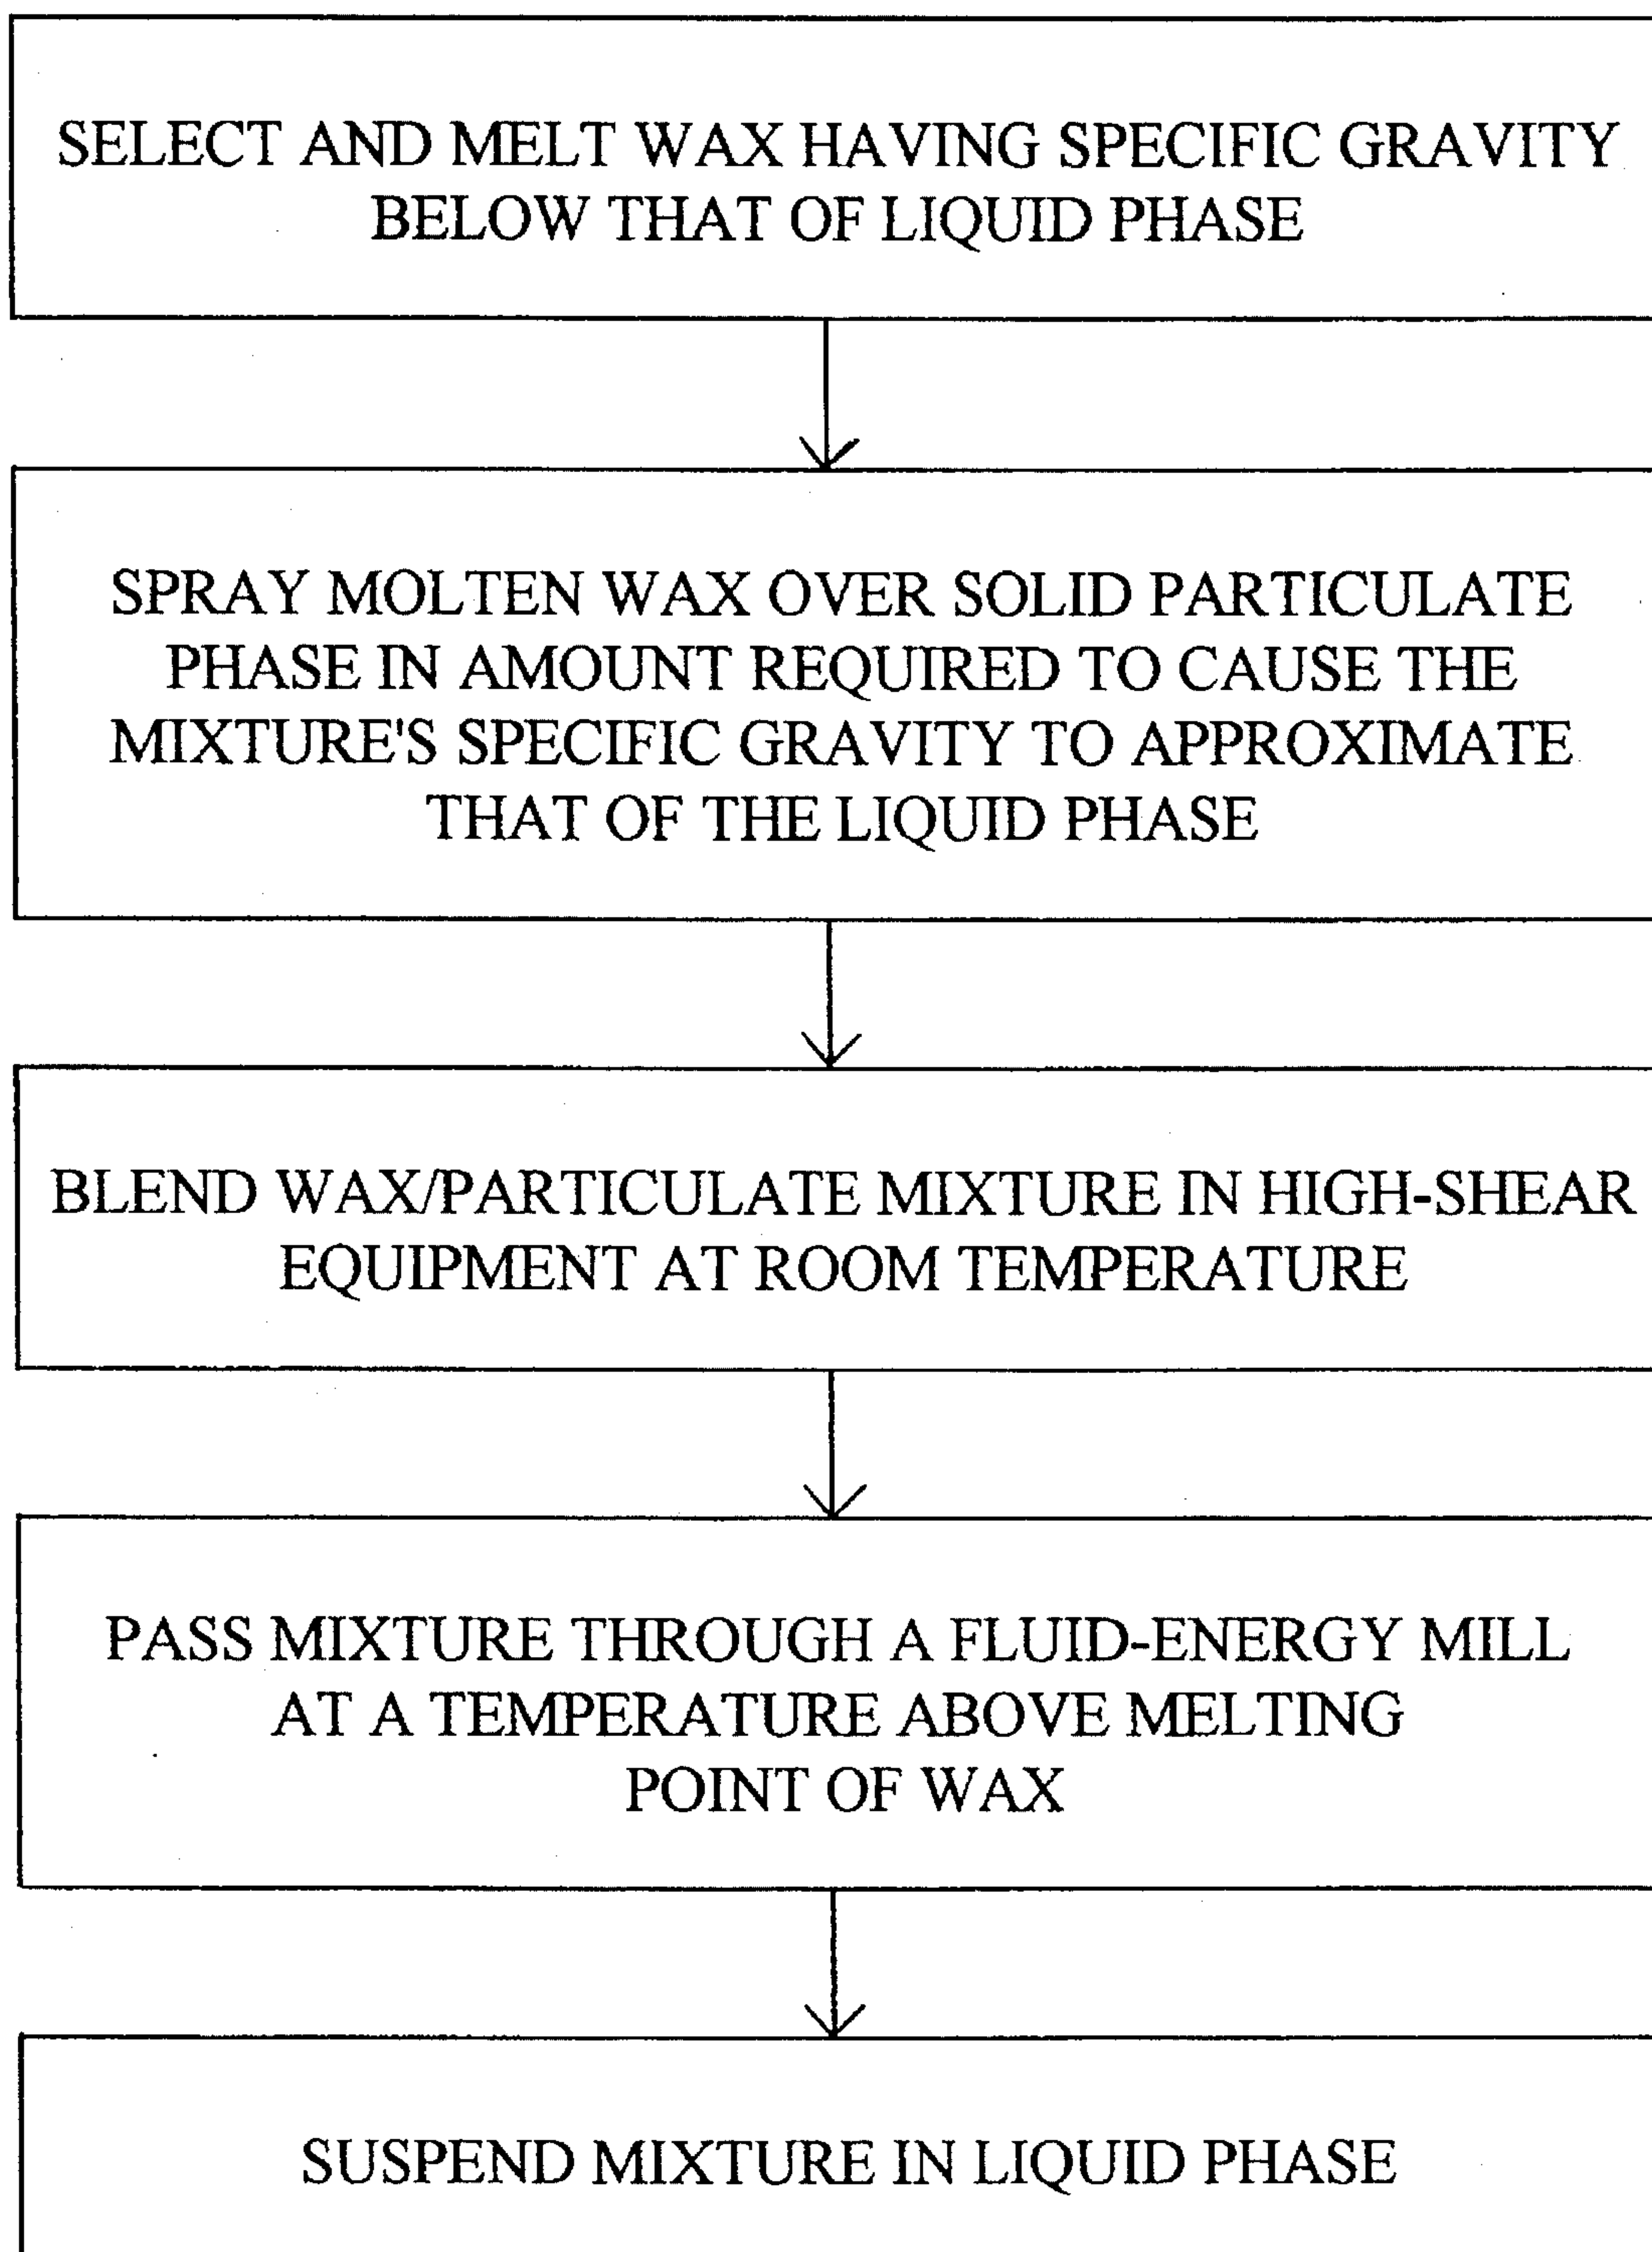 SELECT AND MELT WAX HAVING SPECIFIC GRAVITY
BELOW THAT OF LIQUID PHASE
SPRAY MOLTEN WAX OVER SOLID PARTICULATE
PHASE IN AMOUNT REQUIRED TO CAUSE THE
MIXTURE'S SPECIFIC GRAVITY TO APPROXIMATE
THAT OF THE LIQUID PHASE
BLEND WAX/PARTICULATE MIXTURE IN HIGH-SHEAR
EQUIPMENT AT ROOM TEMPERATURE
PASS MIXTURE THROUGH A FLUID-ENERGY MILL
AT A TEMPERATURE ABOVE MELTING
POINT OF WAX
SUSPEND MIXTURE IN LIQUID PHASE